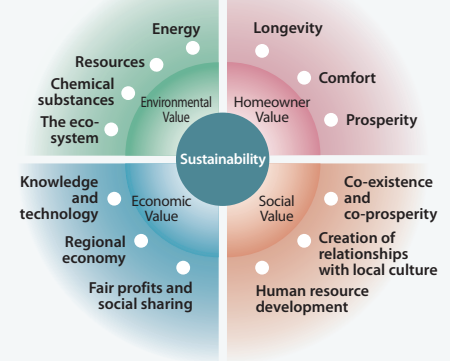 Energy
Resources
Chemical
substances
The eco-
system
Environmental
Value
Longevity
Comfort
Prosperity
Homeowner
Value
Sustainability
Knowledge
and
technology
Regional
economy
Fair profits and
social sharing
Economic
Value
Social
Value
Co-existence
and
co-prosperity
Creation of
relationships
with local culture
Human resource
development